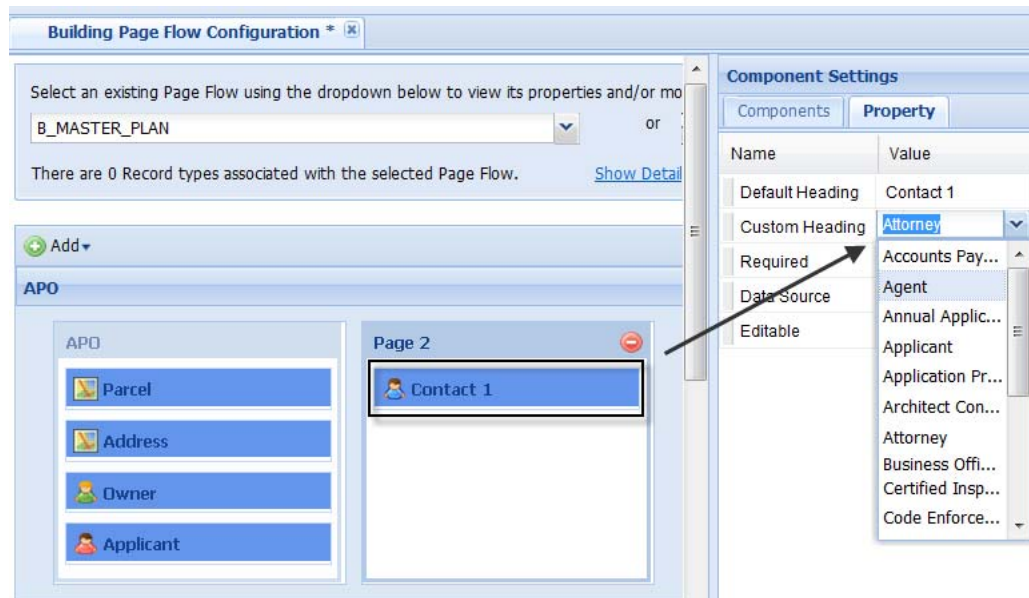 Building Page Flow Configuration *
Select an existing Page Flow using the dropdown below to view its properties and/or mo
B_MASTER_PLAN
or
There are 0 Record types associated with the selected Page Flow.
Show Detail
Add
APO
APO
Parcel
Address
Owner
Applicant
Page 2
Contact 1
Component Settings
Components
Property
Name Value
Default Heading Contact 1
Custom Heading Attorney
Required
Data Source
Editable
Accounts Pay...
Agent
Annual Applic...
Applicant
Application Pr...
Architect Con...
Attorney
Business Offi...
Certified Insp...
Code Enforce...